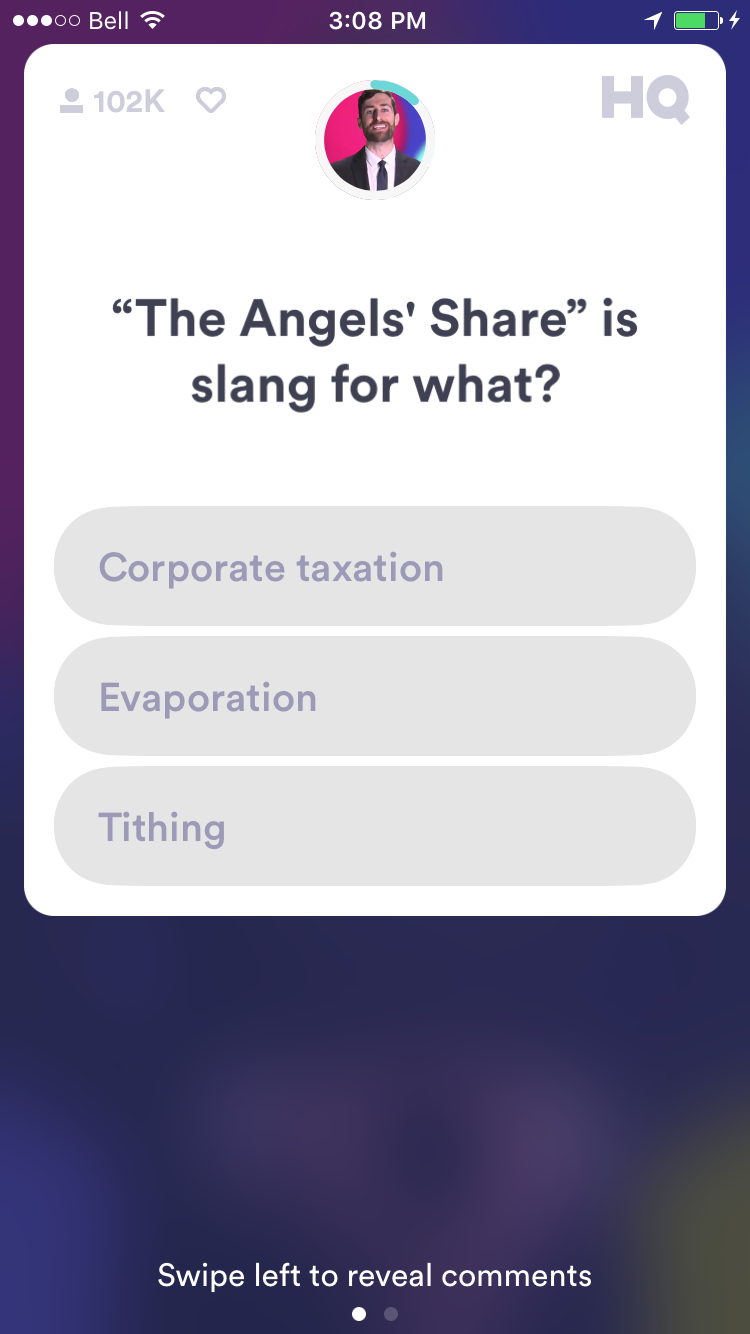 Bell 3:08 PM
102K HQ
“The Angels' Share” is
slang for what?
Corporate taxation
Evaporation
Tithing
Swipe left to reveal comments